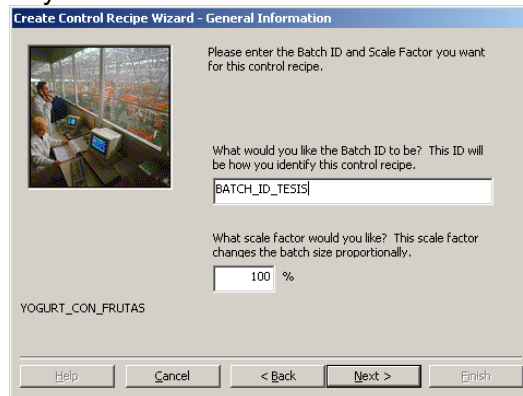 Create Control Recipe Wizard - General Information
Please enter the Batch ID and Scale Factor you want
for this control recipe.
What would you like the Batch ID to be? This ID will
be how you identify this control recipe.
BATCH_ID_TESIS
What scale factor would you like? This scale factor
changes the batch size proportionally.
100 %
YOGURT_CON_FRUTAS
Help Cancel < Back Next > Finish